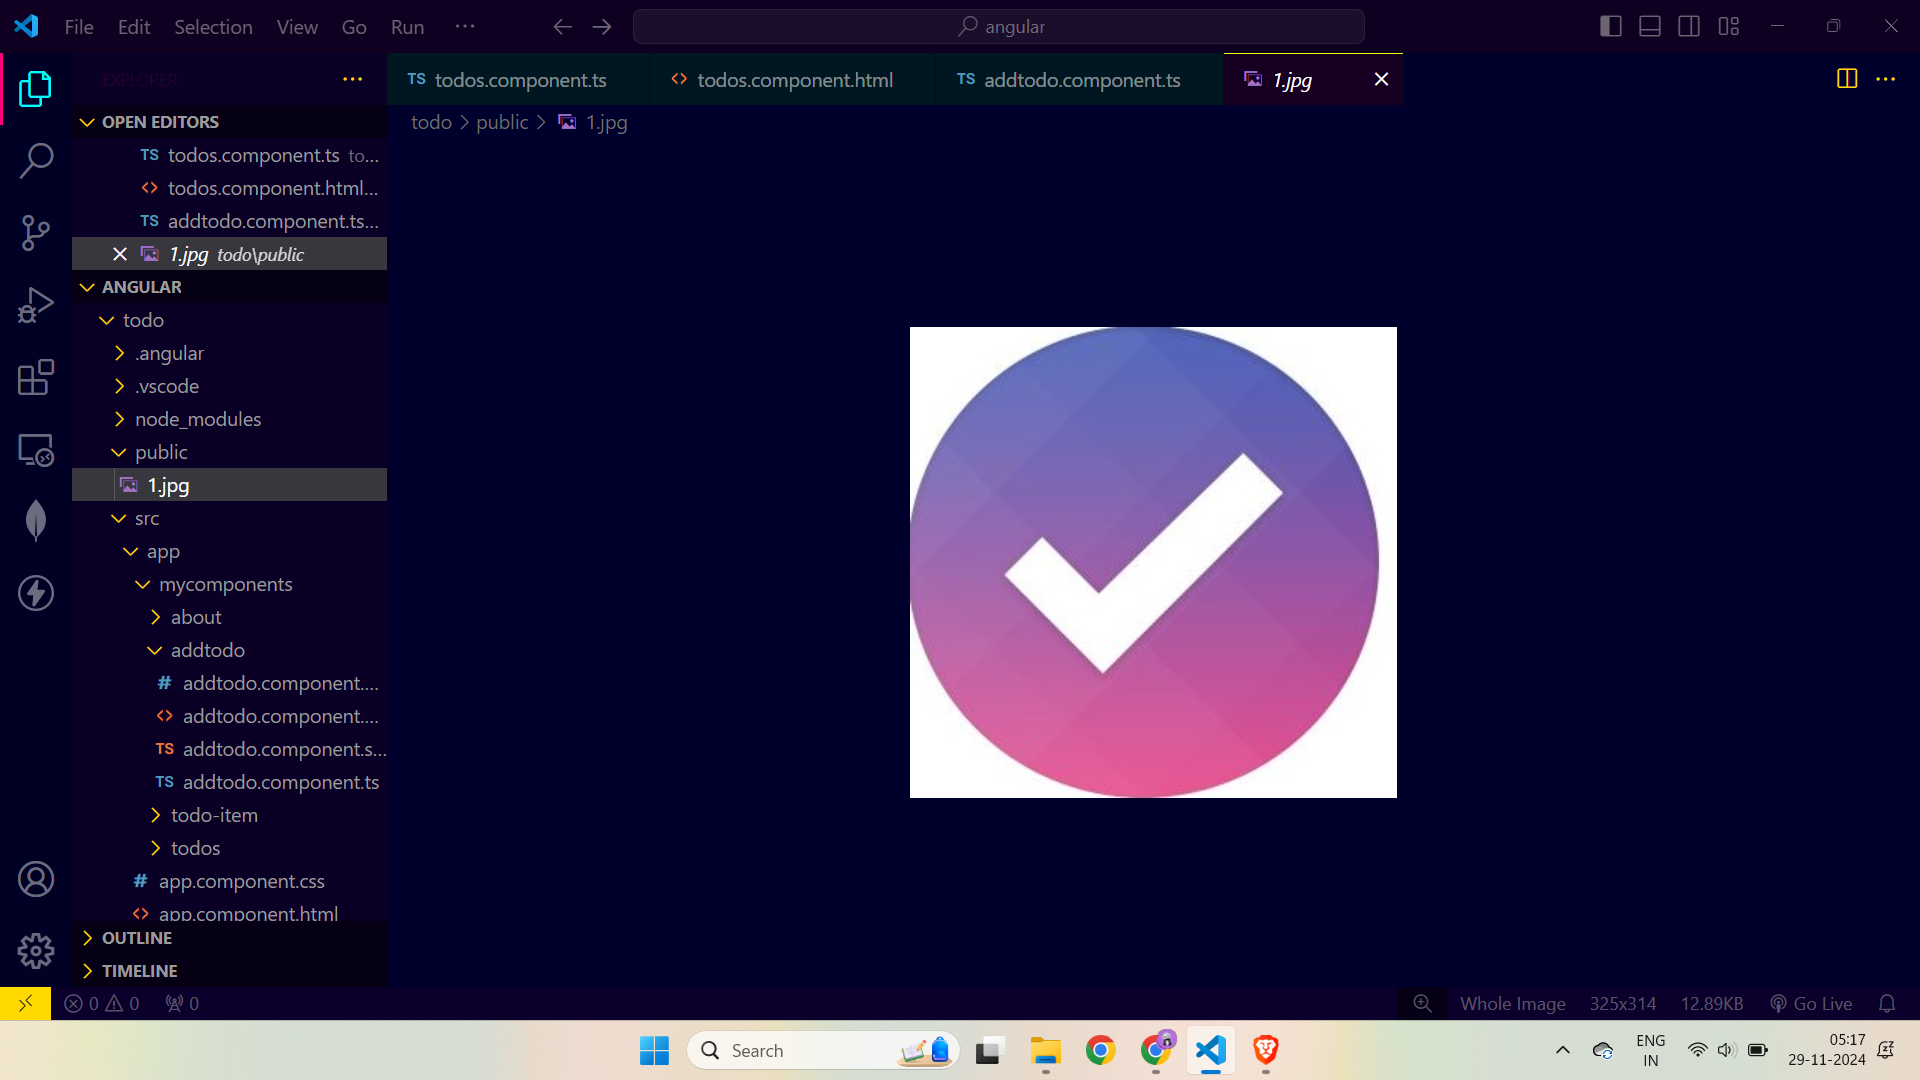 File Edit Selection View Go Run ···
angular
EXPLORER ···
TS todos.component.ts
<> todos.component.html
TS addtodo.component.ts
1.jpg
todo > public > 1.jpg
OPEN EDITORS
TS todos.component.ts to...
<> todos.component.html...
TS addtodo.component.ts...
1.jpg todo\public
ANGULAR
todo
.angular
.vscode
node_modules
public
1.jpg
src
app
mycomponents
about
addtodo
# addtodo.component....
<> addtodo.component....
TS addtodo.component.s...
TS addtodo.component.ts
todo-item
todos
# app.component.css
<> app.component.html
OUTLINE
TIMELINE
0 0 0
Whole Image 325x314 12.89KB Go Live
Search
ENG
IN
05:17
29-11-2024